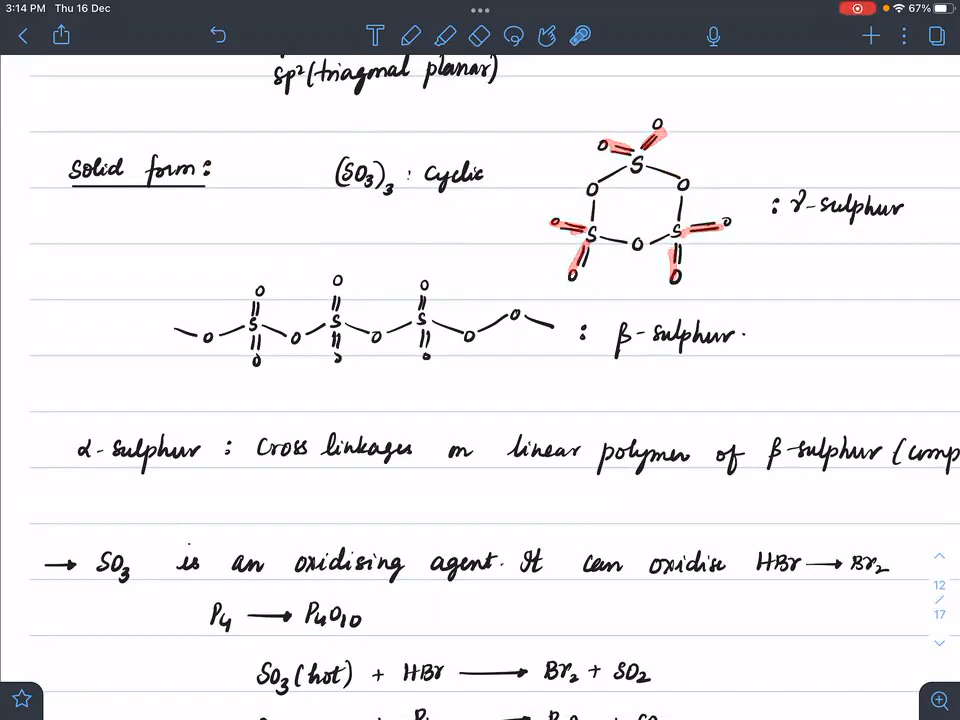 3:14 PM Thu 16 Dec
67%
sp²(triagonal planar)
Solid form:
(SO₃)₃ : Cyclic
O O
S
O O
O S S O
O
O O
: γ-sulphur
O O O
O S O S O S O O
O O O
: β-sulphur.
α-sulphur : Cross linkages on linear polymer of β-sulphur (comp
→ SO₃ is an oxidising agent. It can oxidise HBr → Br₂
P₄ → P₄O₁₀
SO₃(hot) + HBr → Br₂ + SO₂
12
/
17